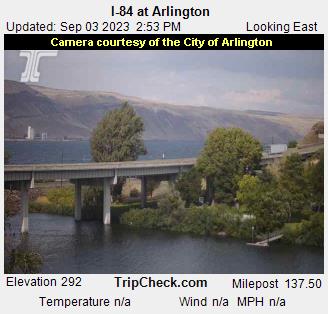 I-84 at Arlington
Updated: Sep 03 2023 2:53 PM Looking East
Camera courtesy of the City of Arlington
Elevation 292 TripCheck.com Milepost 137.50
Temperature n/a Wind n/a MPH n/a